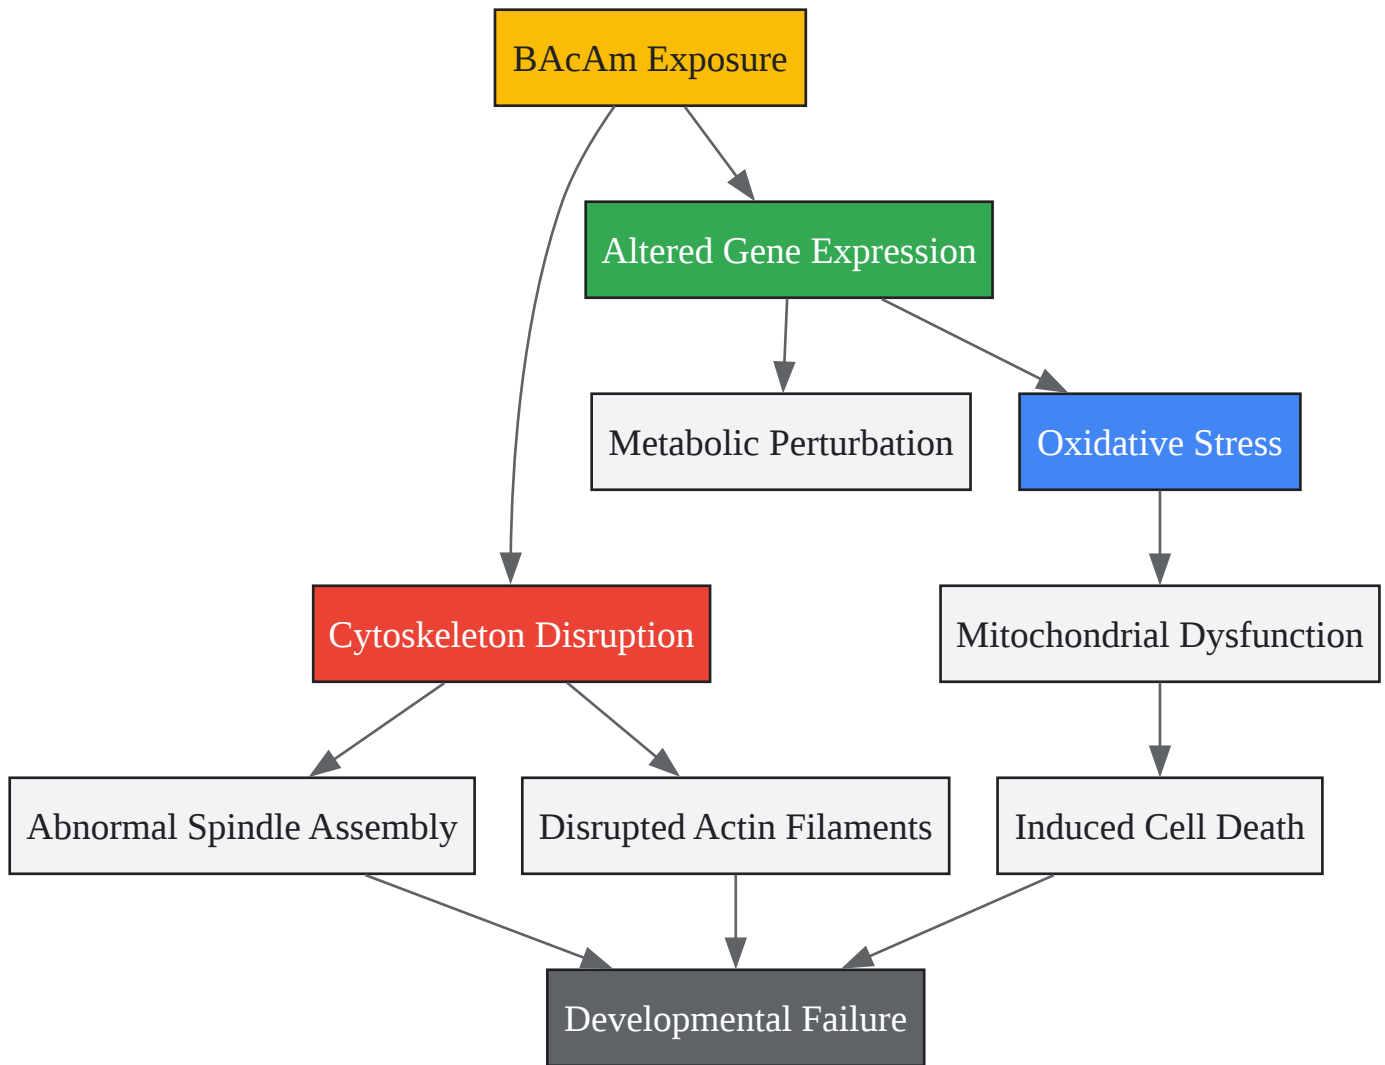 BAcAm Exposure
Altered Gene Expression
Metabolic Perturbation
Oxidative Stress
Cytoskeleton Disruption
Mitochondrial Dysfunction
Abnormal Spindle Assembly
Disrupted Actin Filaments
Induced Cell Death
Developmental Failure